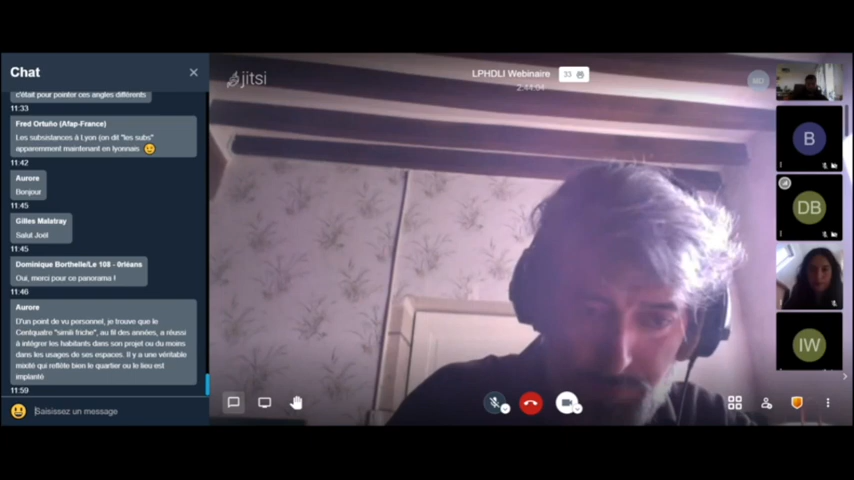 Chat
c'était pour pointer ces angles différents
11:33
Fred Ortuño (Afap-France)
Les subsistances à Lyon (on dit "les subs"
apparemment maintenant en lyonnais
11:42
Aurore
Bonjour
11:45
Gilles Malatray
Salut Joël
11:45
Dominique Borthelle/Le 108 - Orléans
Oui, merci pour ce panorama !
11:46
Aurore
D'un point de vu personnel, je trouve que le
Centquatre "simili friche", au fil des années, a réussi
à intégrer les habitants dans son projet ou du moins
dans les usages de ses espaces. Il y a une véritable
mixité qui reflète bien le quartier ou le lieu est
implanté
11:59
Saisissez un message
jitsi
LPHDLI Webinaire
33
2:44:04
MD
B
DB
IW